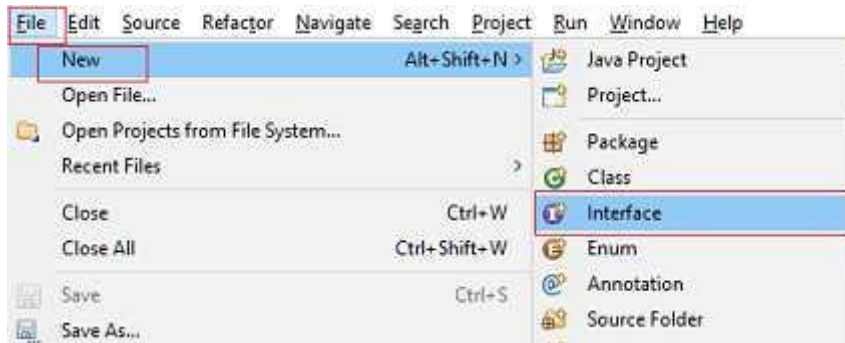 File Edit Source Refactor Navigate Search Project Run Window Help
New Alt+Shift+N >
Open File...
Open Projects from File System...
Recent Files >
Close Ctrl+W
Close All Ctrl+Shift+W
Save Ctrl+S
Save As...
Java Project
Project...
Package
Class
Interface
Enum
Annotation
Source Folder